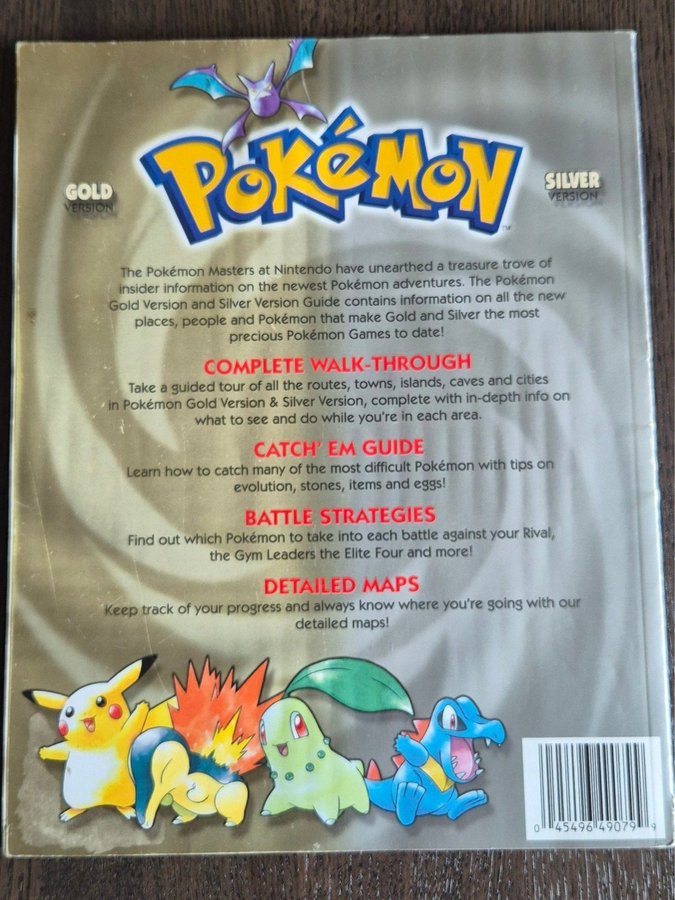 POKéMON
™
GOLD
VERSION
SILVER
VERSION
The Pokémon Masters at Nintendo have unearthed a treasure trove of
insider information on the newest Pokémon adventures. The Pokémon
Gold Version and Silver Version Guide contains information on all the new
places, people and Pokémon that make Gold and Silver the most
precious Pokémon Games to date!
COMPLETE WALK-THROUGH
Take a guided tour of all the routes, towns, islands, caves and cities
in Pokémon Gold Version & Silver Version, complete with in-depth info on
what to see and do while you're in each area.
CATCH' EM GUIDE
Learn how to catch many of the most difficult Pokémon with tips on
evolution, stones, items and eggs!
BATTLE STRATEGIES
Find out which Pokémon to take into each battle against your Rival,
the Gym Leaders the Elite Four and more!
DETAILED MAPS
Keep track of your progress and always know where you're going with our
detailed maps!
0 45496 49079 9